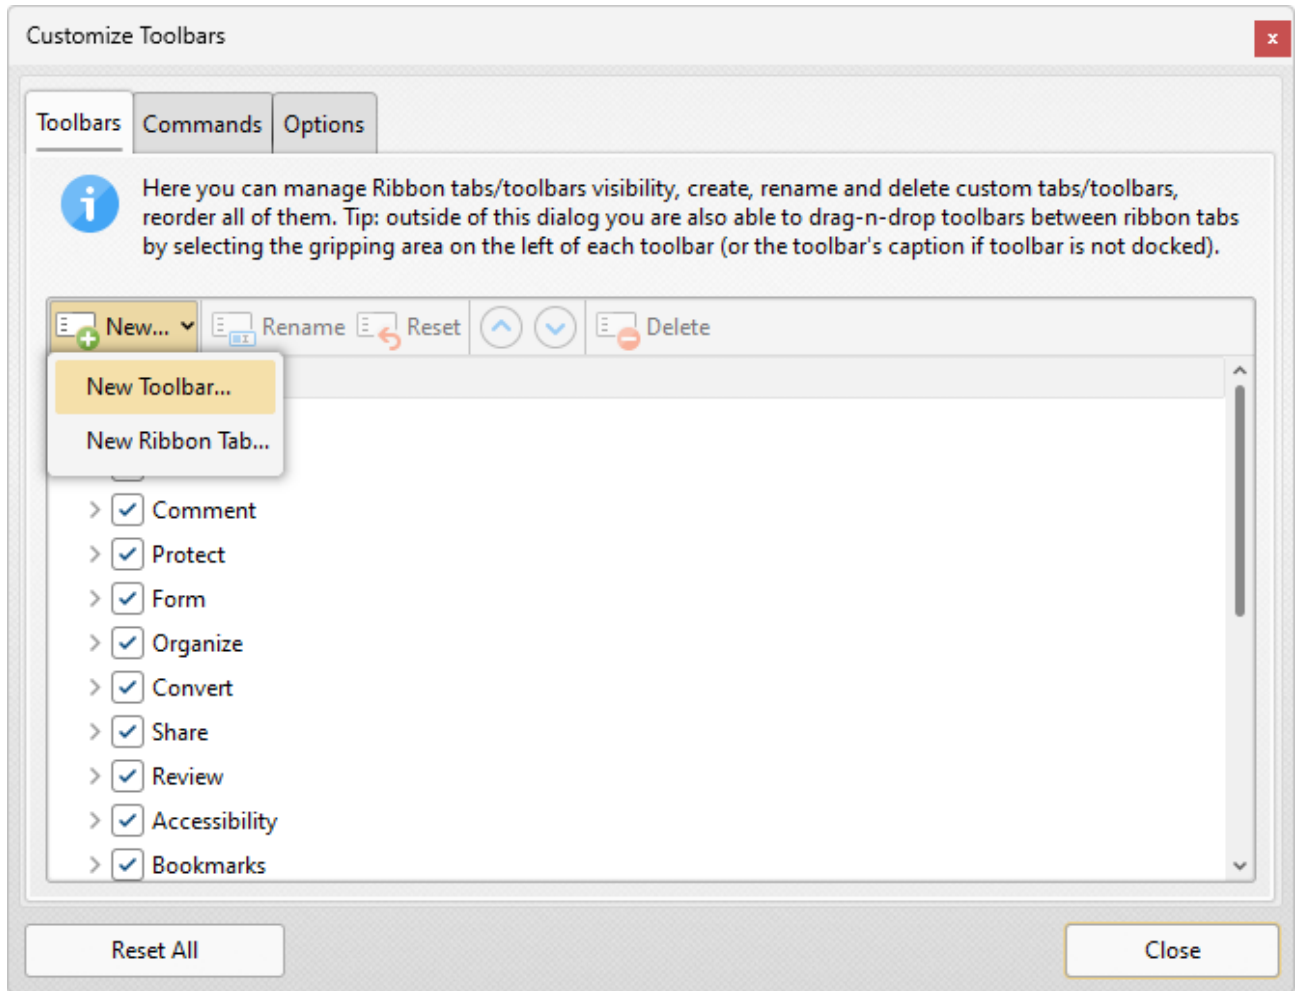 Customize Toolbars
x
Toolbars Commands Options
Here you can manage Ribbon tabs/toolbars visibility, create, rename and delete custom tabs/toolbars,
reorder all of them. Tip: outside of this dialog you are also able to drag-n-drop toolbars between ribbon tabs
by selecting the gripping area on the left of each toolbar (or the toolbar's caption if toolbar is not docked).
New... Rename Reset Delete
New Toolbar...
New Ribbon Tab...
Comment
Protect
Form
Organize
Convert
Share
Review
Accessibility
Bookmarks
Reset All Close